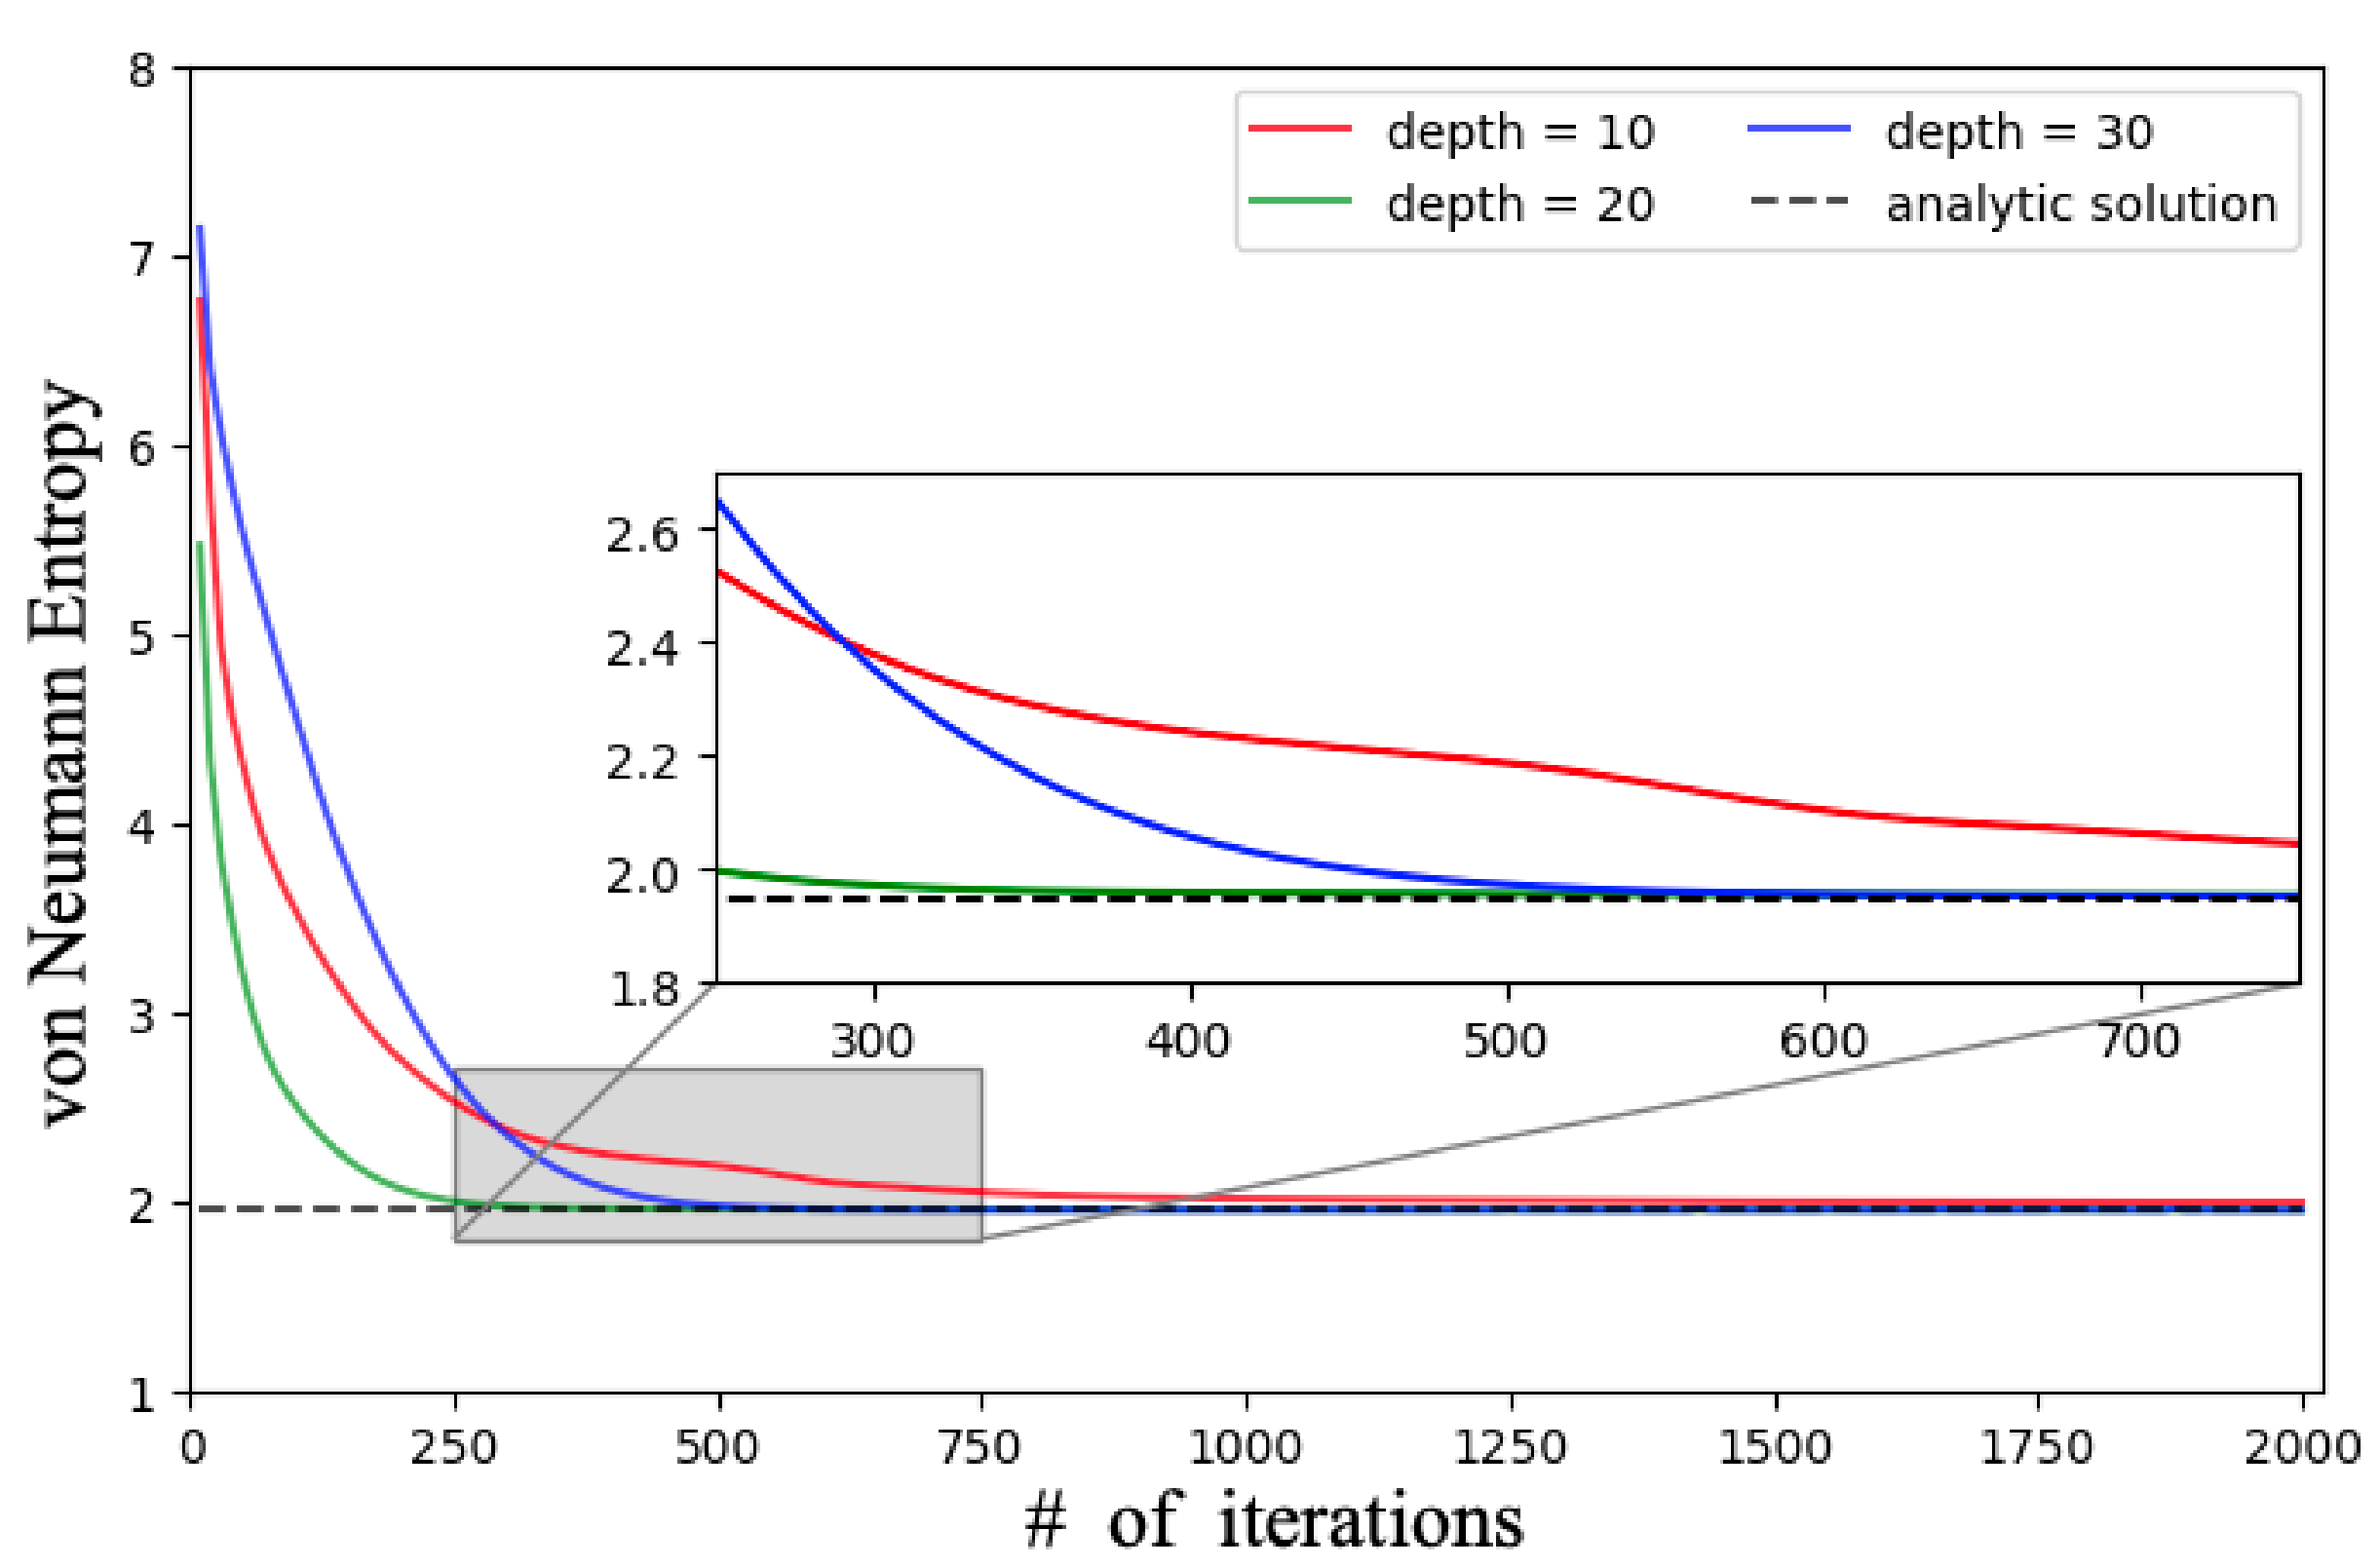 8
7
6
5
4
3
2
1
von Neumann Entropy
depth = 10
depth = 20
depth = 30
analytic solution
2.6
2.4
2.2
2.0
1.8
300 400 500 600 700
0 250 500 750 1000 1250 1500 1750 2000
# of iterations